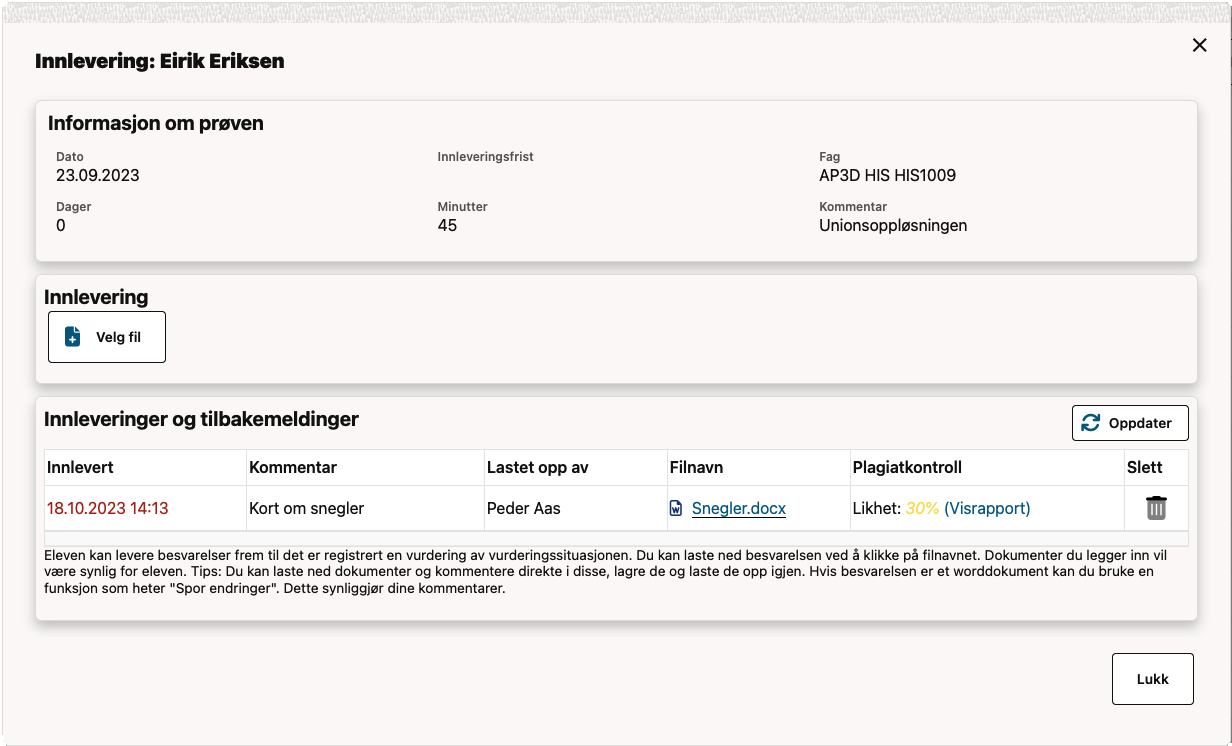 Innlevering: Eirik Eriksen
Informasjon om prøven
Dato
23.09.2023
Innleveringsfrist
Fag
AP3D HIS HIS1009
Dager
0
Minutter
45
Kommentar
Unionsoppløsningen
Innlevering
Velg fil
Innleveringer og tilbakemeldinger
Oppdater
Innlevert Kommentar Lastet opp av Filnavn Plagiatkontroll Slett
18.10.2023 14:13 Kort om snegler Peder Aas Snegler.docx Likhet: 30% (Visrapport)
Eleven kan levere besvarelser frem til det er registrert en vurdering av vurderingssituasjonen. Du kan laste ned besvarelsen ved å klikke på filnavnet. Dokumenter du legger inn vil
være synlig for eleven. Tips: Du kan laste ned dokumenter og kommentere direkte i disse, lagre de og laste de opp igjen. Hvis besvarelsen er et worddokument kan du bruke en
funksjon som heter "Spor endringer". Dette synliggjør dine kommentarer.
Lukk